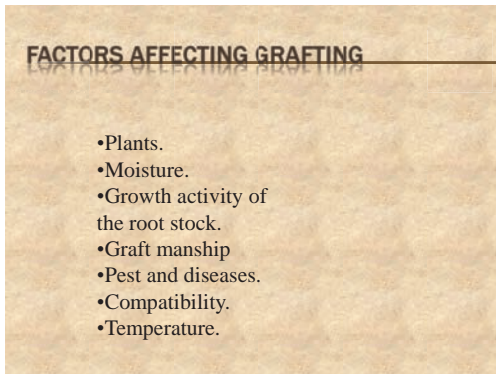 FACTORS AFFECTING GRAFTING
•Plants.
•Moisture.
•Growth activity of
the root stock.
•Graft manship
•Pest and diseases.
•Compatibility.
•Temperature.